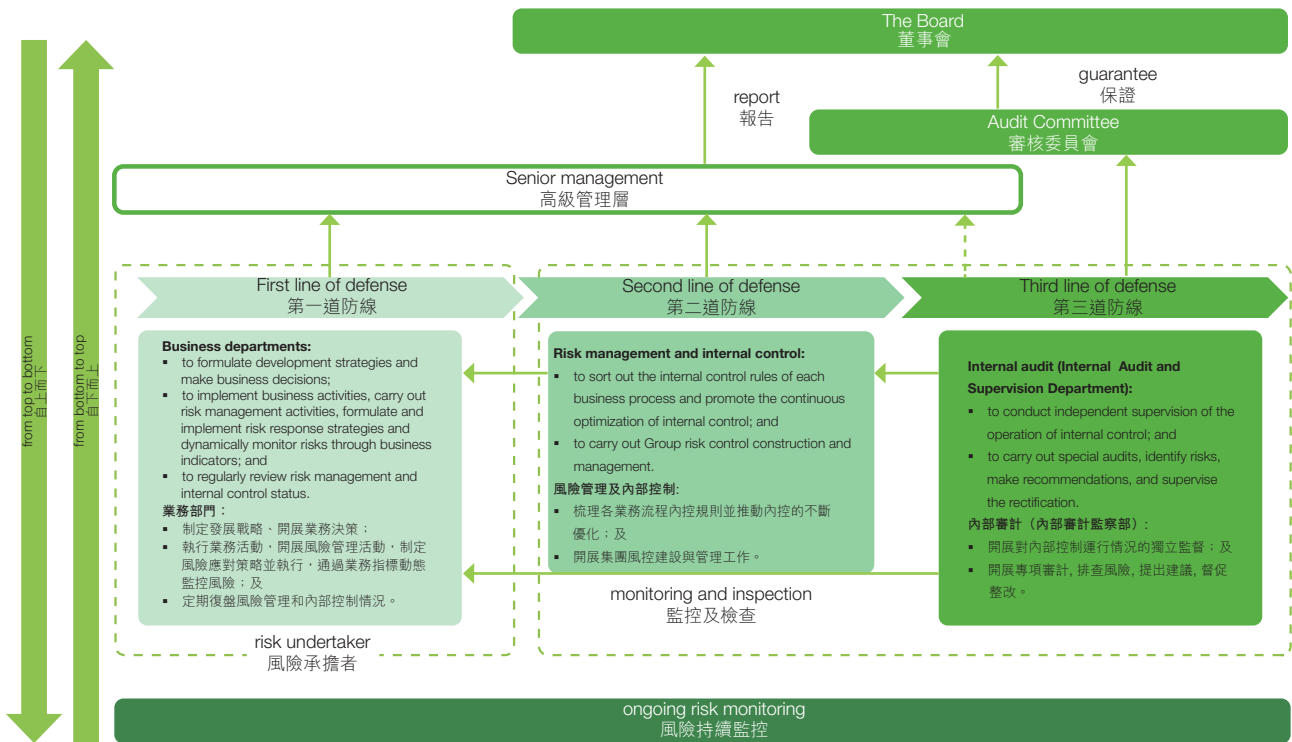 The Board
董事會
guarantee
保證
report
報告
Audit Committee
審核委員會
Senior management
高級管理層
from top to bottom
自上而下
from bottom to top
自下而上
First line of defense
第一道防線
Second line of defense
第二道防線
Third line of defense
第三道防線
Business departments:
▪ to formulate development strategies and
make business decisions;
▪ to implement business activities, carry out
risk management activities, formulate and
implement risk response strategies and
dynamically monitor risks through business
indicators; and
▪ to regularly review risk management and
internal control status.
業務部門：
▪ 制定發展戰略、開展業務決策；
▪ 執行業務活動，開展風險管理活動，制定
風險應對策略並執行，通過業務指標動態
監控風險；及
▪ 定期復盤風險管理和內部控制情況。
Risk management and internal control:
▪ to sort out the internal control rules of each
business process and promote the continuous
optimization of internal control; and
▪ to carry out Group risk control construction and
management.
風險管理及內部控制:
▪ 梳理各業務流程內控規則並推動內控的不斷
優化；及
▪ 開展集團風控建設與管理工作。
Internal audit (Internal Audit and
Supervision Department):
▪ to conduct independent supervision of the
operation of internal control; and
▪ to carry out special audits, identify risks,
make recommendations, and supervise
the rectification.
內部審計（內部審計監察部）:
▪ 開展對內部控制運行情況的獨立監督；及
▪ 開展專項審計, 排查風險, 提出建議, 督促
整改。
monitoring and inspection
監控及檢查
risk undertaker
風險承擔者
ongoing risk monitoring
風險持續監控